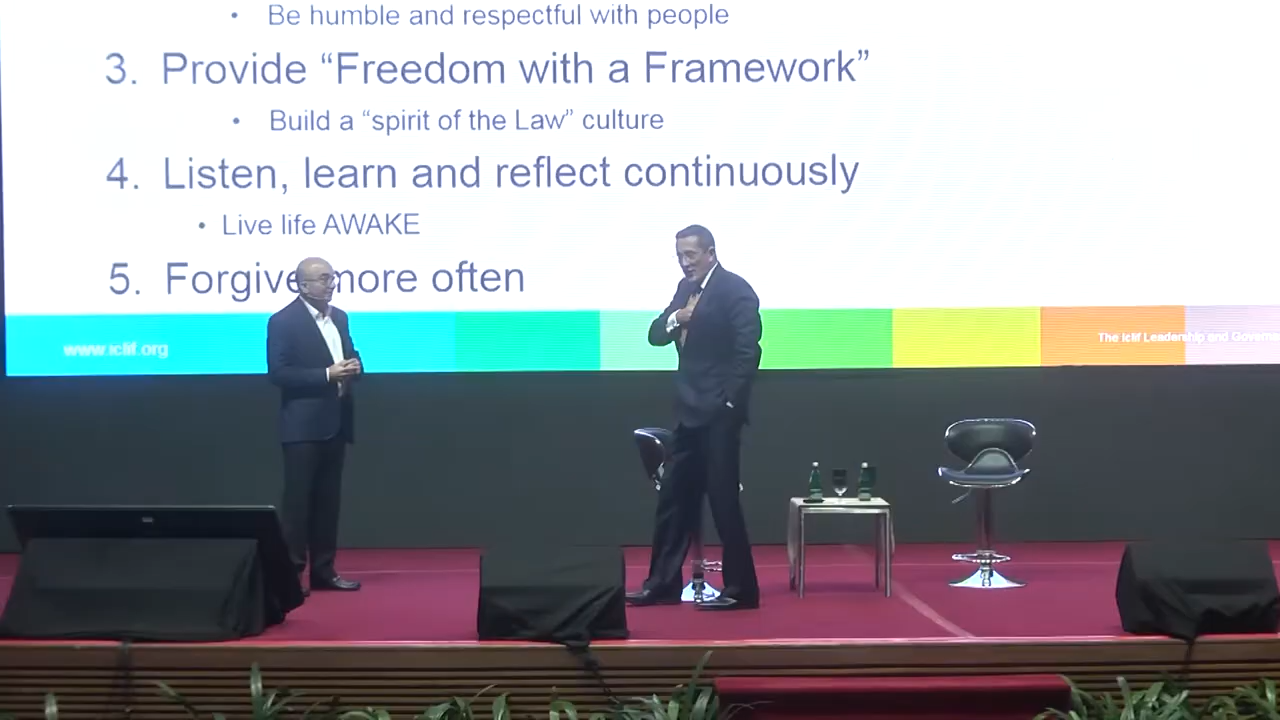 • Be humble and respectful with people
3. Provide “Freedom with a Framework”
• Build a “spirit of the Law” culture
4. Listen, learn and reflect continuously
• Live life AWAKE
5. Forgive more often
www.iclif.org
The Iclif Leadership and